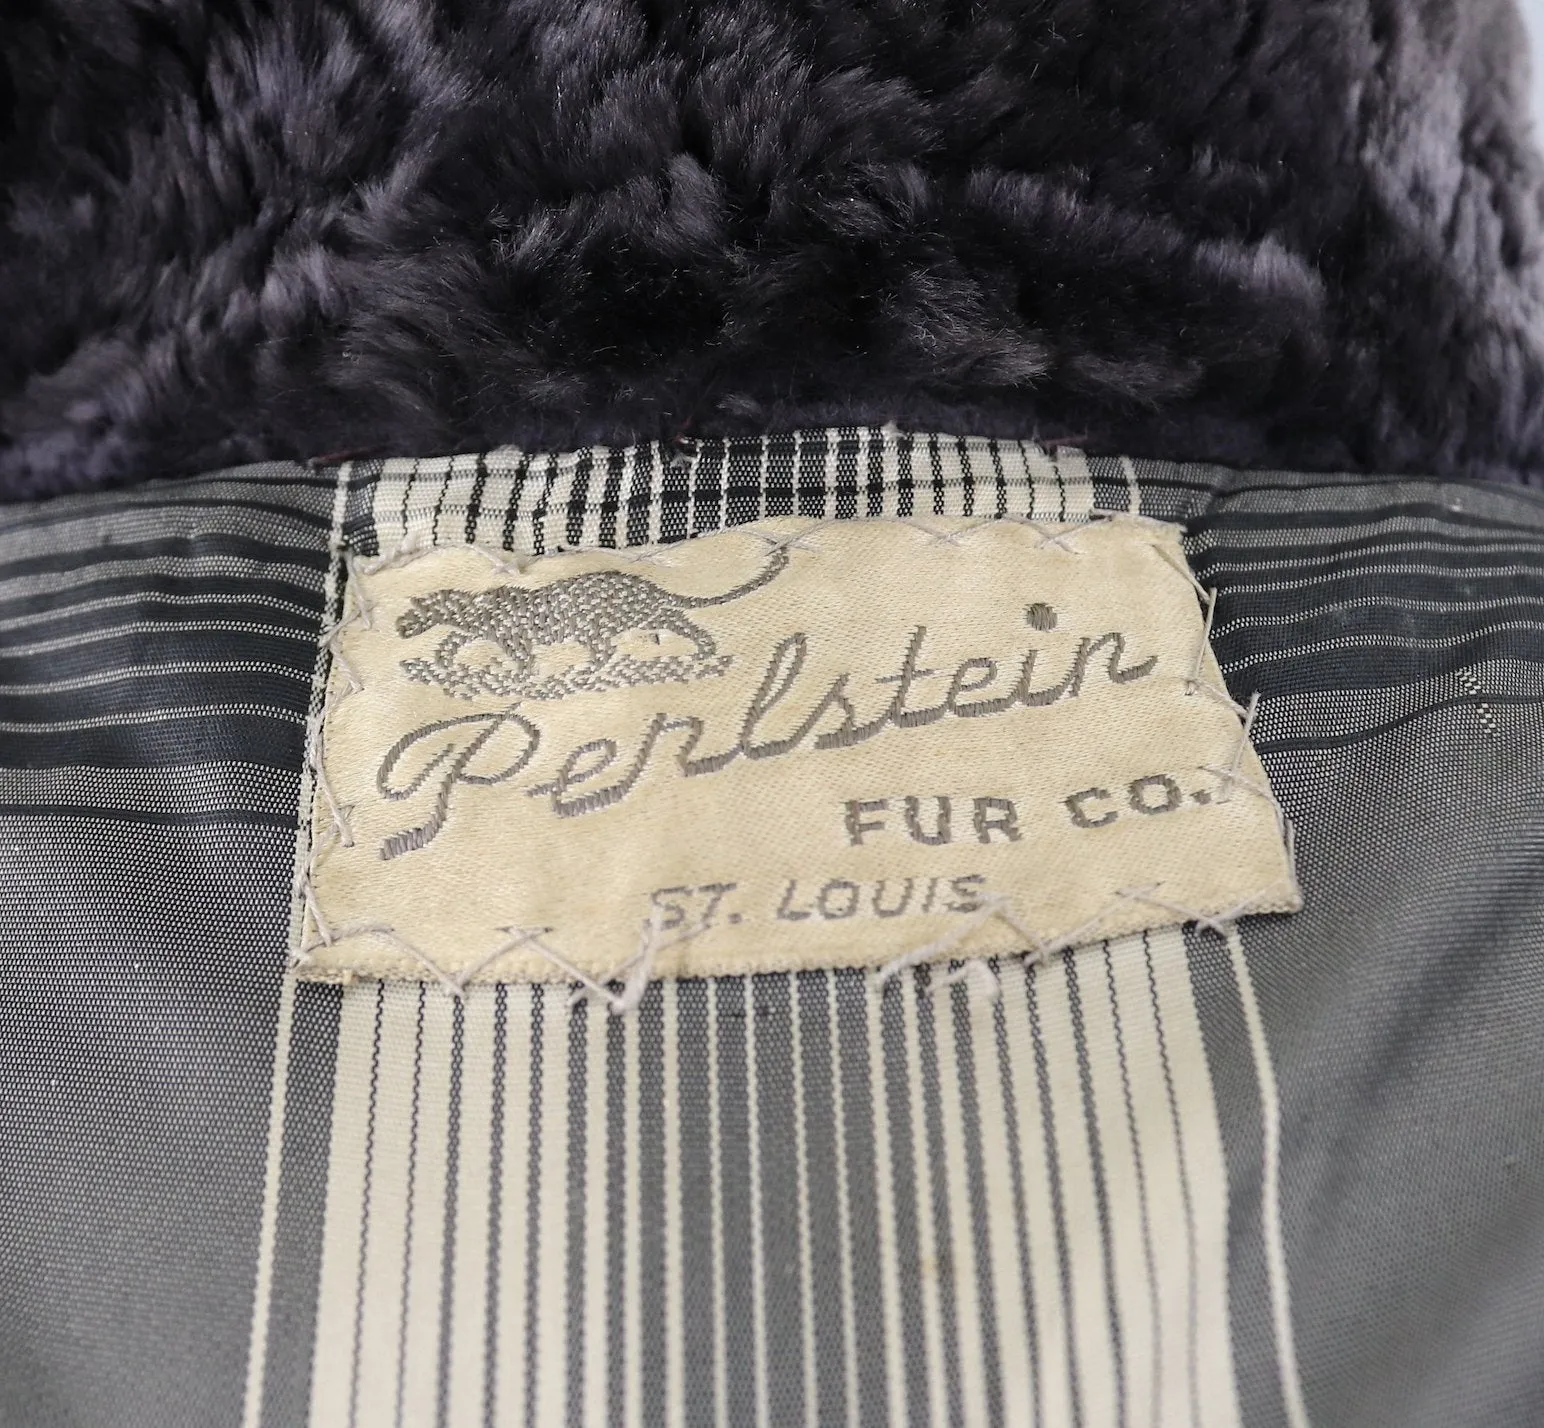 Perlstein
FUR CO.
ST. LOUIS